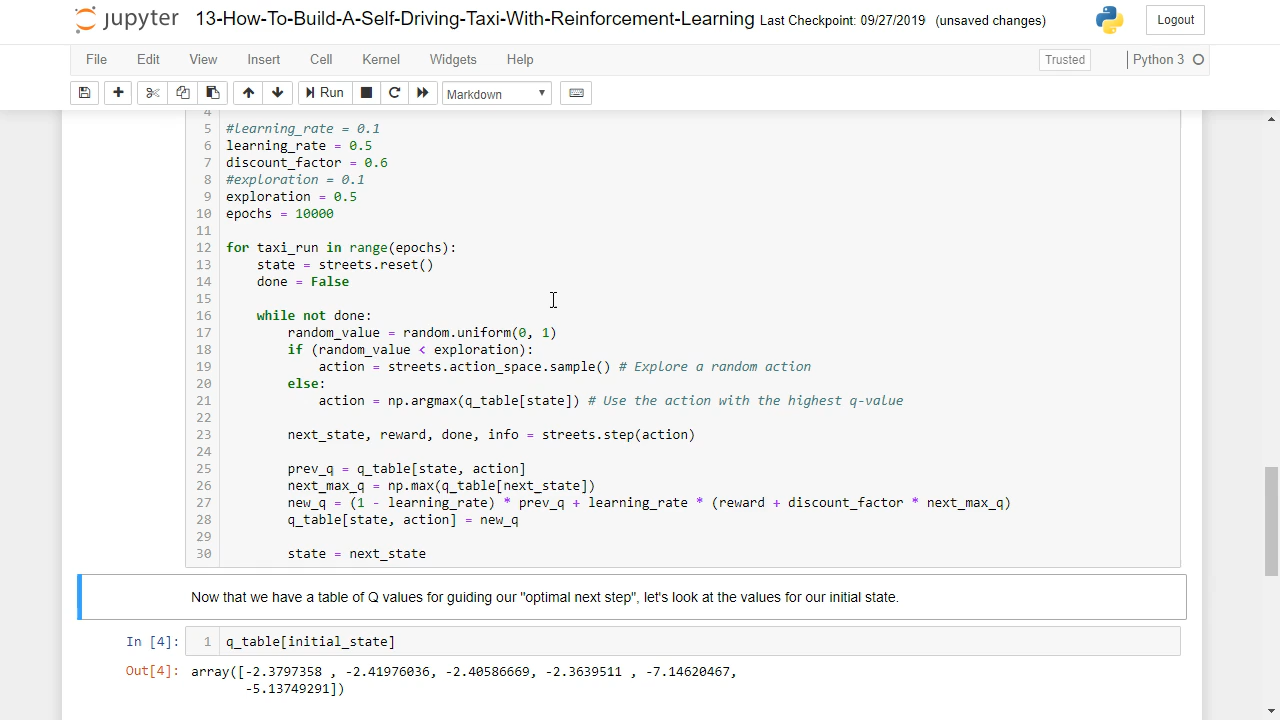 jupyter 13-How-To-Build-A-Self-Driving-Taxi-With-Reinforcement-Learning Last Checkpoint: 09/27/2019 (unsaved changes) Logout
File Edit View Insert Cell Kernel Widgets Help Trusted Python 3
Run Markdown
4
5 #learning_rate = 0.1
6 learning_rate = 0.5
7 discount_factor = 0.6
8 #exploration = 0.1
9 exploration = 0.5
10 epochs = 10000
11
12 for taxi_run in range(epochs):
13     state = streets.reset()
14     done = False
15
16     while not done:
17         random_value = random.uniform(0, 1)
18         if (random_value < exploration):
19             action = streets.action_space.sample() # Explore a random action
20         else:
21             action = np.argmax(q_table[state]) # Use the action with the highest q-value
22
23         next_state, reward, done, info = streets.step(action)
24
25         prev_q = q_table[state, action]
26         next_max_q = np.max(q_table[next_state])
27         new_q = (1 - learning_rate) * prev_q + learning_rate * (reward + discount_factor * next_max_q)
28         q_table[state, action] = new_q
29
30         state = next_state
Now that we have a table of Q values for guiding our "optimal next step", let's look at the values for our initial state.
In [4]: 1 q_table[initial_state]
Out[4]: array([-2.3797358 , -2.41976036, -2.40586669, -2.3639511 , -7.14620467,
-5.13749291])